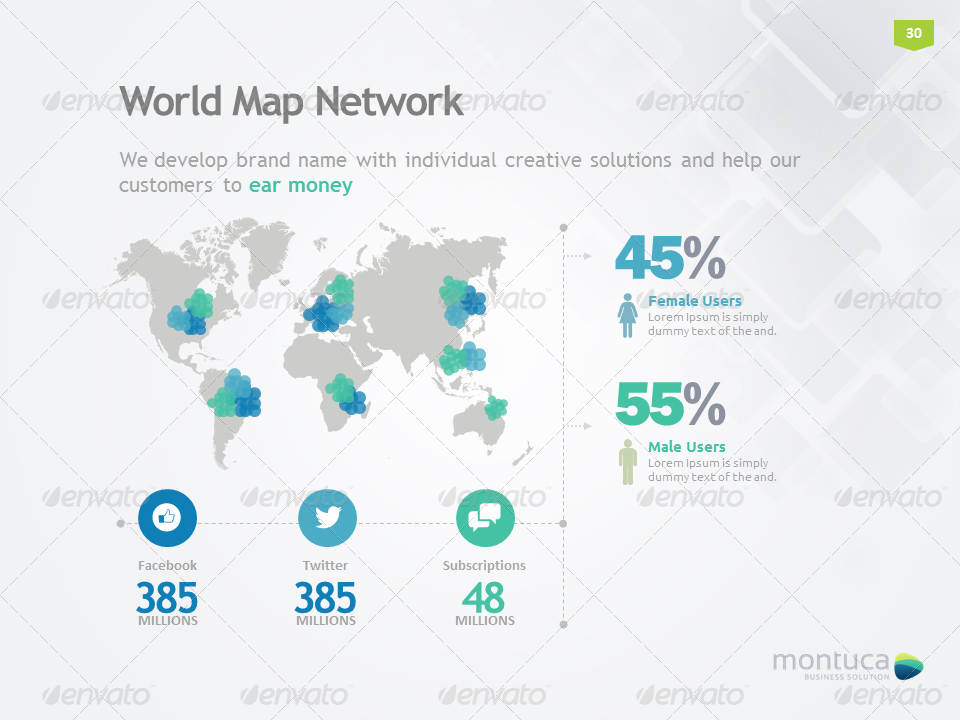 30
World Map Network
We develop brand name with individual creative solutions and help our
customers to ear money
45%
Female Users
Lorem Ipsum is simply
dummy text of the and.
55%
Male Users
Lorem Ipsum is simply
dummy text of the and.
Facebook
385
MILLIONS
Twitter
385
MILLIONS
Subscriptions
48
MILLIONS
montuca
BUSINESS SOLUTION
envato envato envato envato envato
envato envato envato envato envato
envato envato envato envato envato
envato envato envato envato envato